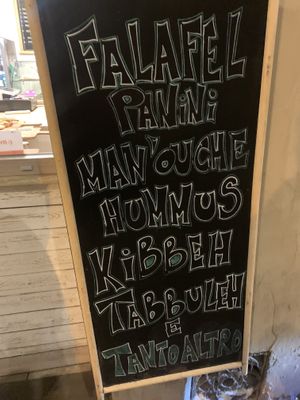 FALAFEL
PANINI
MAN'OUCHE
HUMMUS
KIBBEH
TABBULEH
E
TANTO ALTRO